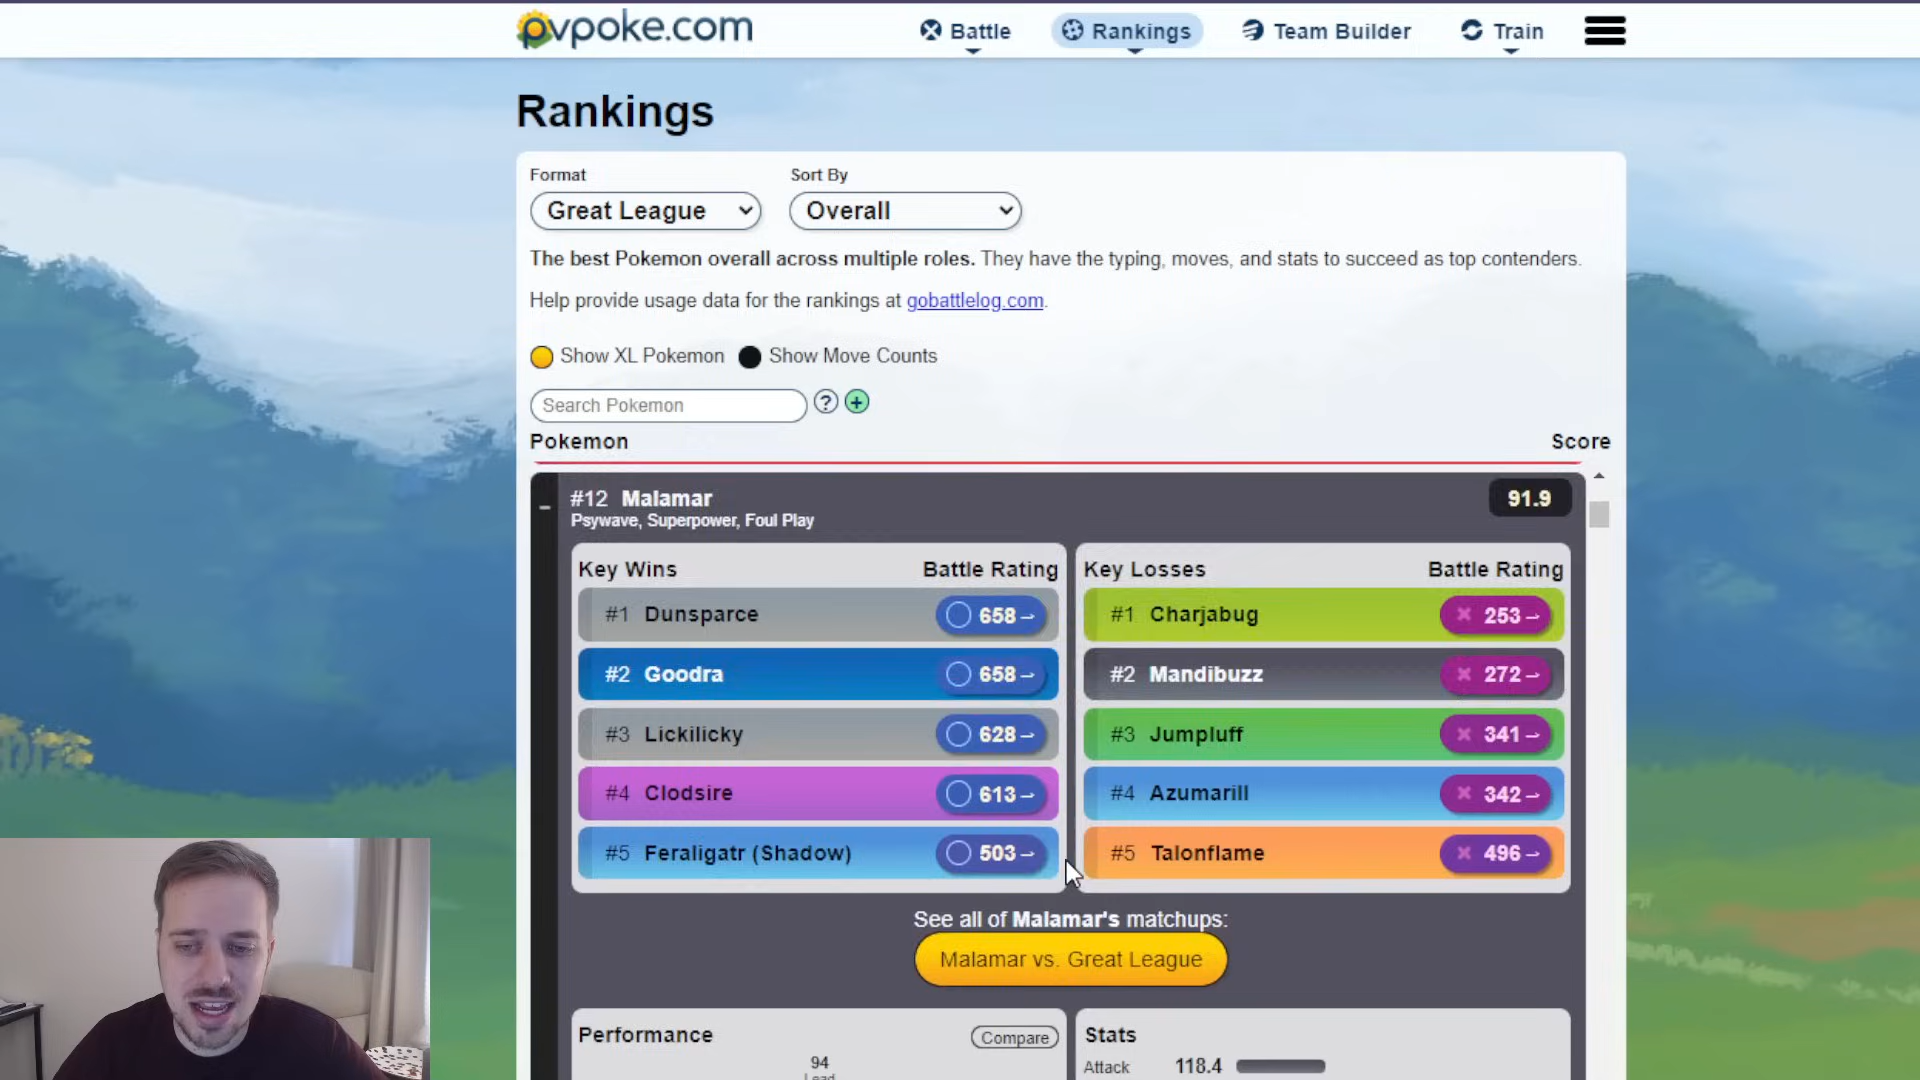 pvpoke.com
Battle
Rankings
Team Builder
Train
Rankings
Format
Sort By
Great League
Overall
The best Pokemon overall across multiple roles. They have the typing, moves, and stats to succeed as top contenders.
Help provide usage data for the rankings at gobattlelog.com.
Show XL Pokemon
Show Move Counts
Search Pokemon
?
+
Pokemon
Score
#12 Malamar
91.9
Psywave, Superpower, Foul Play
Key Wins
Battle Rating
#1 Dunsparce
658
#2 Goodra
658
#3 Lickilicky
628
#4 Clodsire
613
#5 Feraligatr (Shadow)
503
Key Losses
Battle Rating
#1 Charjabug
253
#2 Mandibuzz
272
#3 Jumpluff
341
#4 Azumarill
342
#5 Talonflame
496
See all of Malamar's matchups:
Malamar vs. Great League
Performance
Compare
94
Lead
Stats
Attack
118.4